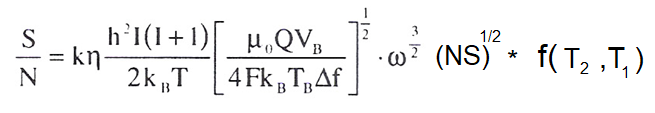 S/N = kη h²I(I + 1)/2k_BT [μ₀QV_B/4Fk_BT_BΔf]^(1/2) · ω^(3/2) (NS)^(1/2) * f(T₂,T₁)